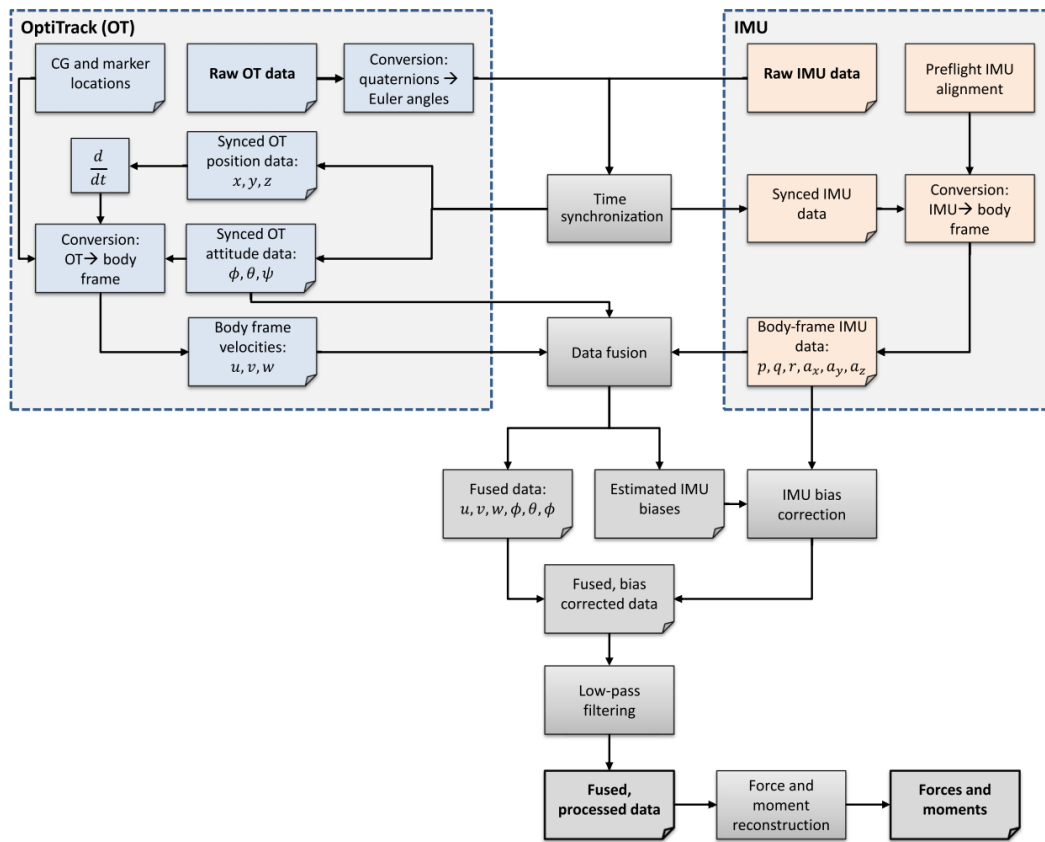 OptiTrack (OT)
CG and marker
locations
Raw OT data
Conversion:
quaternions →
Euler angles
IMU
Raw IMU data
Preflight IMU
alignment
d
dt
Synced OT
position data:
x, y, z
Time
synchronization
Synced IMU
data
Conversion:
IMU→ body
frame
Conversion:
OT→ body
frame
Synced OT
attitude data:
ϕ, θ, ψ
Body frame
velocities:
u, v, w
Data fusion
Body-frame IMU
data:
p, q, r, aₓ, a_y, a_z
Fused data:
u, v, w, ϕ, θ, ϕ
Estimated IMU
biases
IMU bias
correction
Fused, bias
corrected data
Low-pass
filtering
Fused,
processed data
Force and
moment
reconstruction
Forces and
moments